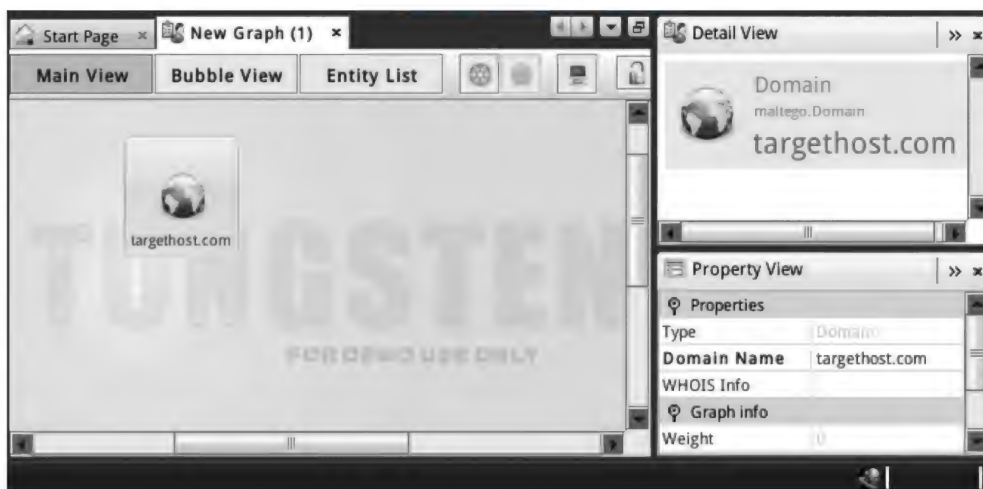 Start Page
New Graph (1)
Main View
Bubble View
Entity List
targethost.com
TUNGSTEN
FOR DEMO USE ONLY
Detail View
Domain
maltego.Domain
targethost.com
Property View
Properties
Type Domain
Domain Name targethost.com
WHOIS Info
Graph info
Weight 0